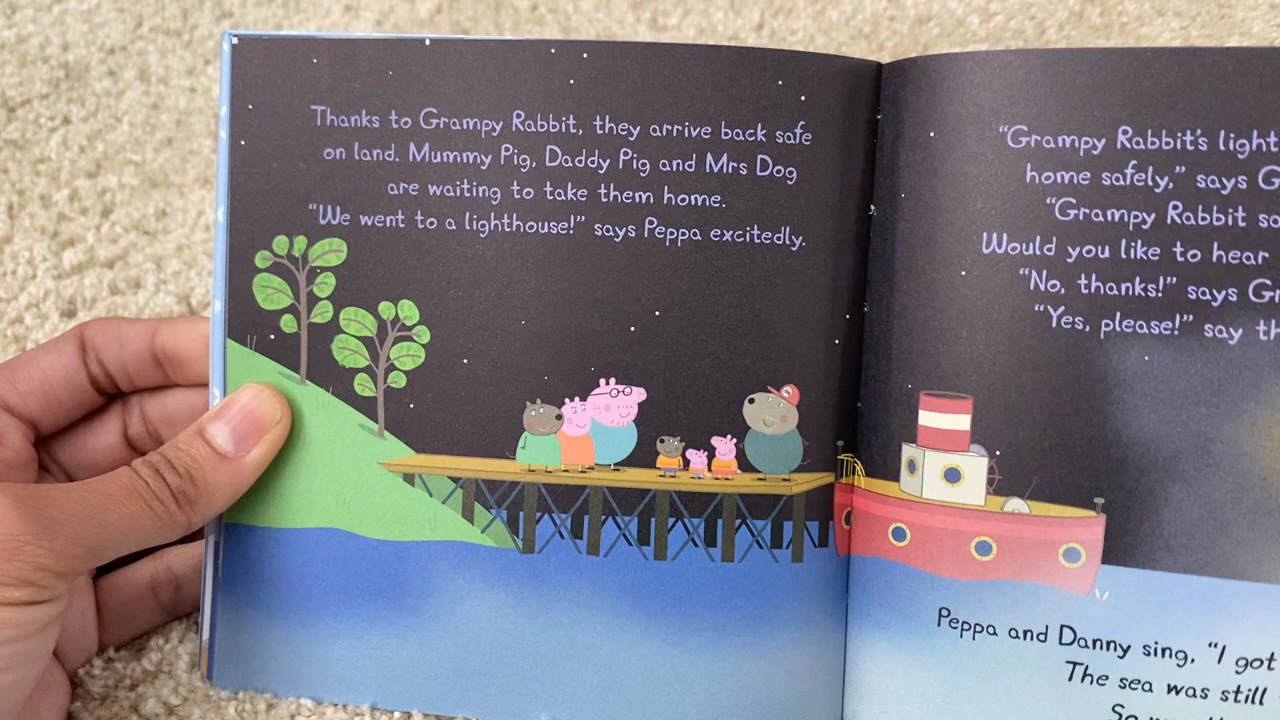 Thanks to Grampy Rabbit, they arrive back safe
on land. Mummy Pig, Daddy Pig and Mrs Dog
are waiting to take them home.
“We went to a lighthouse!” says Peppa excitedly.
“Grampy Rabbit’s light
home safely,” says G
“Grampy Rabbit
Would you like to hear
“No, thanks!” says Gr
“Yes, please!” say th
Peppa and Danny sing, “I got
The sea was still
So